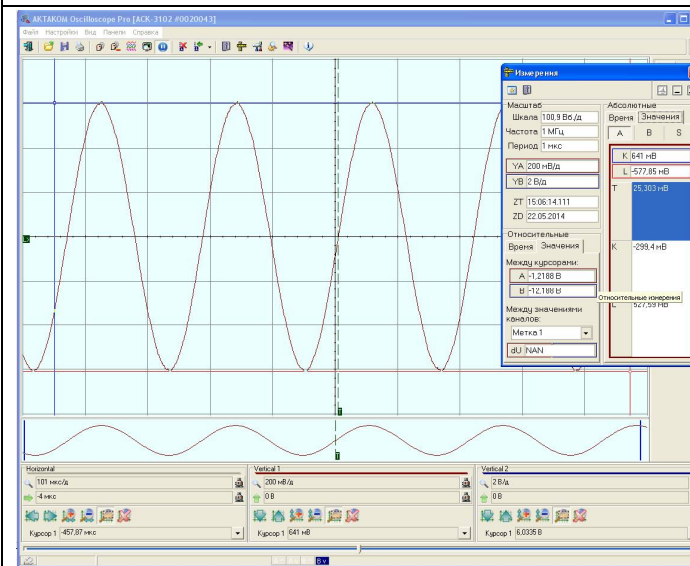 AKTAKOM Oscilloscope Pro [АСК-3102 #0020043]
Файл Настройки Вид Панели Справка
Измерения
Масштаб
Шкала 100,9 Вб./д
Частота 1 МГц
Период 1 мкс
YA 200 мВ/д
YB 2 В/д
ZT 15:06:14.111
ZD 22.05.2014
Относительные
Время Значения
Между курсорами:
A -1,2188 В
B -12,188 В
Между значениями
каналов:
Метка 1
dU NAN
Абсолютные
Время Значения
A B S
K 641 мВ
L -577,85 мВ
T 25,303 мВ
K -299,4 мВ
Относительные измерения
527,59 мВ
T
T
Horizontal
101 мкс/д
-4 мкс
Курсор 1 -457,87 мкс
Vertical 1
200 мВ/д
0 В
Курсор 1 641 мВ
Vertical 2
2 В/д
0 В
Курсор 1 6,0335 В